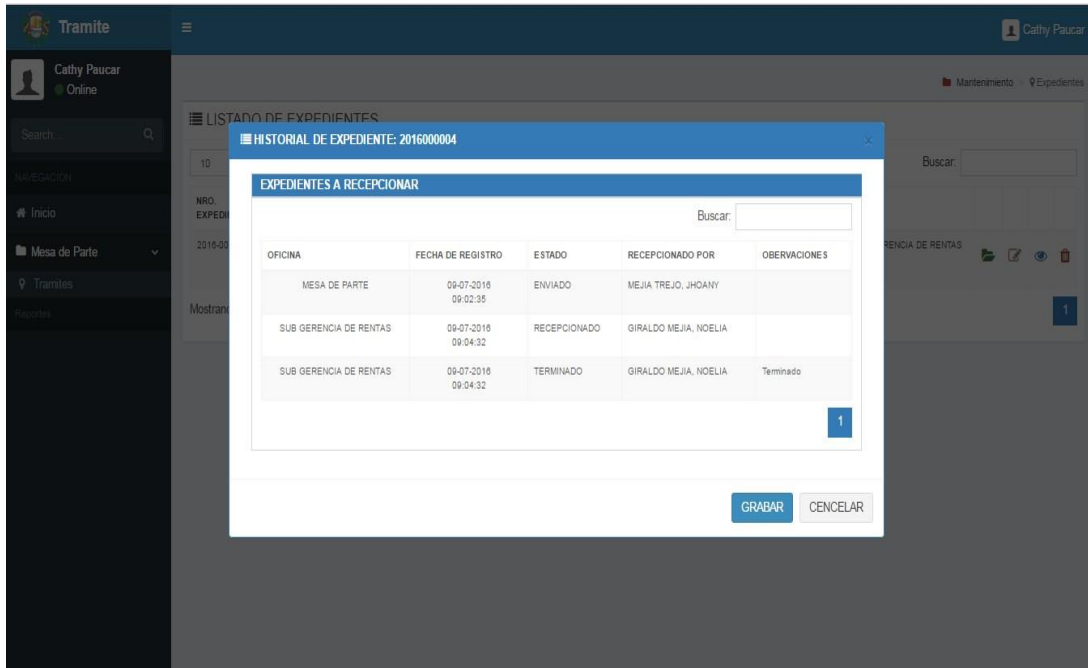 Tramite
Cathy Paucar
Cathy Paucar
Online
Mantenimiento > Expedientes
Search...
NAVEGACIÓN
Inicio
Mesa de Parte
Tramites
Reportes
LISTADO DE EXPEDIENTES
10
Buscar:
NRO.
2016-00
RENCIA DE RENTAS
1
HISTORIAL DE EXPEDIENTE: 2016000004
x
EXPEDIENTES A RECEPCIONAR
Buscar:
OFICINA FECHA DE REGISTRO ESTADO RECEPCIONADO POR OBERVACIONES
MESA DE PARTE 09-07-2016 ENVIADO MEJIA TREJO, JHOANY
09:02:35
SUB GERENCIA DE RENTAS 09-07-2016 RECEPCIONADO GIRALDO MEJIA, NOELIA
09:04:32
SUB GERENCIA DE RENTAS 09-07-2016 TERMINADO GIRALDO MEJIA, NOELIA Terminado
09:04:32
1
GRABAR CENCELAR